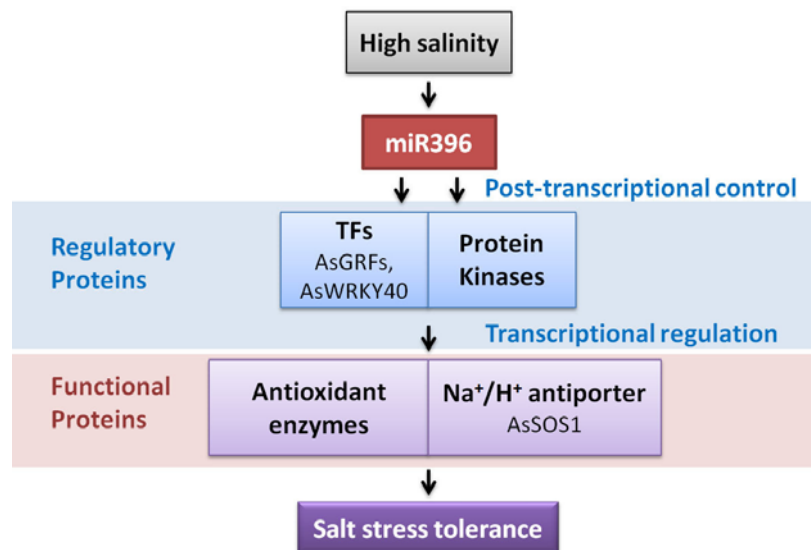 High salinity
miR396
Post-transcriptional control
Regulatory
Proteins
TFs
AsGRFs,
AsWRKY40
Protein
Kinases
Transcriptional regulation
Functional
Proteins
Antioxidant
enzymes
Na⁺/H⁺ antiporter
AsSOS1
Salt stress tolerance